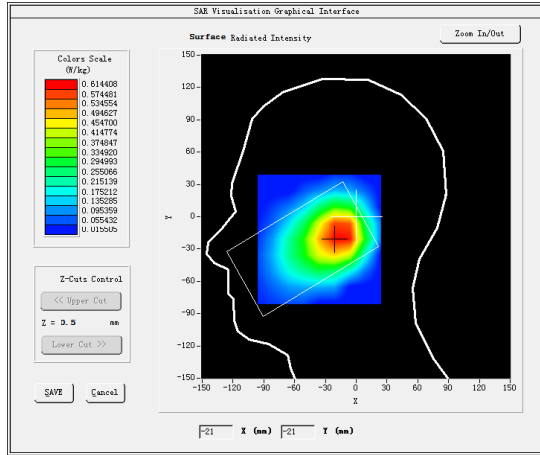 SAR Visualisation Graphical Interface
Surface Radiated Intensity
Zoom In/Out
Colors Scale
(W/kg)
0.614408
0.574481
0.534554
0.494627
0.454700
0.414774
0.374847
0.334920
0.294993
0.255066
0.215139
0.175212
0.135285
0.095359
0.055432
0.015505
Z-Cuts Control
<< Upper Cut
Z = 0.5 mm
Lower Cut >>
SAVE Cancel
150
120
90
60
30
Y 0
-30
-60
-90
-120
-150
-150 -120 -90 -60 -30 0 30 60 90 120 150
X
-21 X (mm) -21 Y (mm)